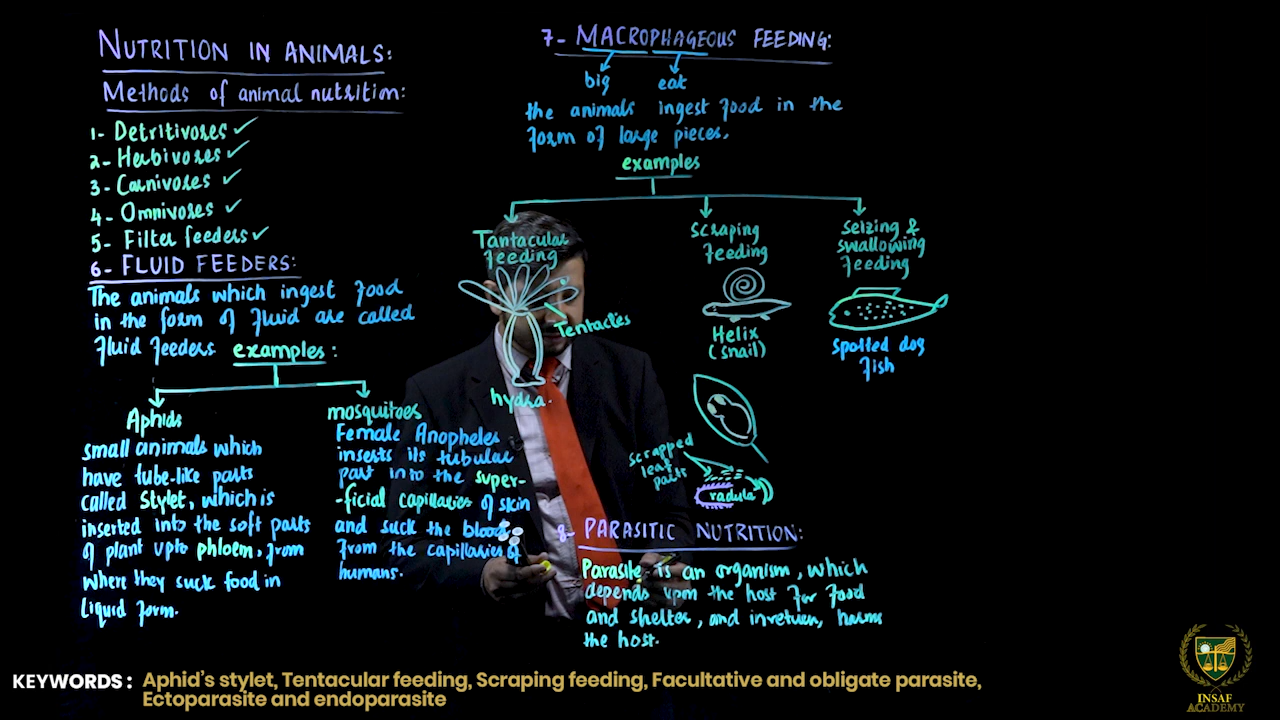 NUTRITION IN ANIMALS:
Methods of animal nutrition:
1- Detritivores ✓
2- Herbivores ✓
3- Carnivores ✓
4- Omnivores ✓
5- Filter feeders ✓
6- FLUID FEEDERS:
The animals which ingest food
in the form of fluid are called
fluid feeders examples:
Aphids
small animals which
have tube-like parts
called Stylet, which is
inserted into the soft parts
of plant upto phloem, from
where they suck food in
liquid form.
mosquitoes
Female Anopheles
inserts its tubular
part into the super-
-ficial capillaries of skin
and suck the blood
from the capillaries of
humans.
7- MACROPHAGEOUS FEEDING:
big eat
the animals ingest food in the
form of large pieces.
examples
Tantacular
feeding
Tentacles
hydra.
scraping
feeding
Helix
(snail)
scrapped
leaf
parts
radula
seizing &
swallowing
feeding
spotted dog
fish
8- PARASITIC NUTRITION:
Parasite is an organism, which
depends upon the host for food
and shelter, and inreturn, harms
the host.
KEYWORDS : Aphid's stylet, Tentacular feeding, Scraping feeding, Facultative and obligate parasite,
Ectoparasite and endoparasite
INSAF
ACADEMY